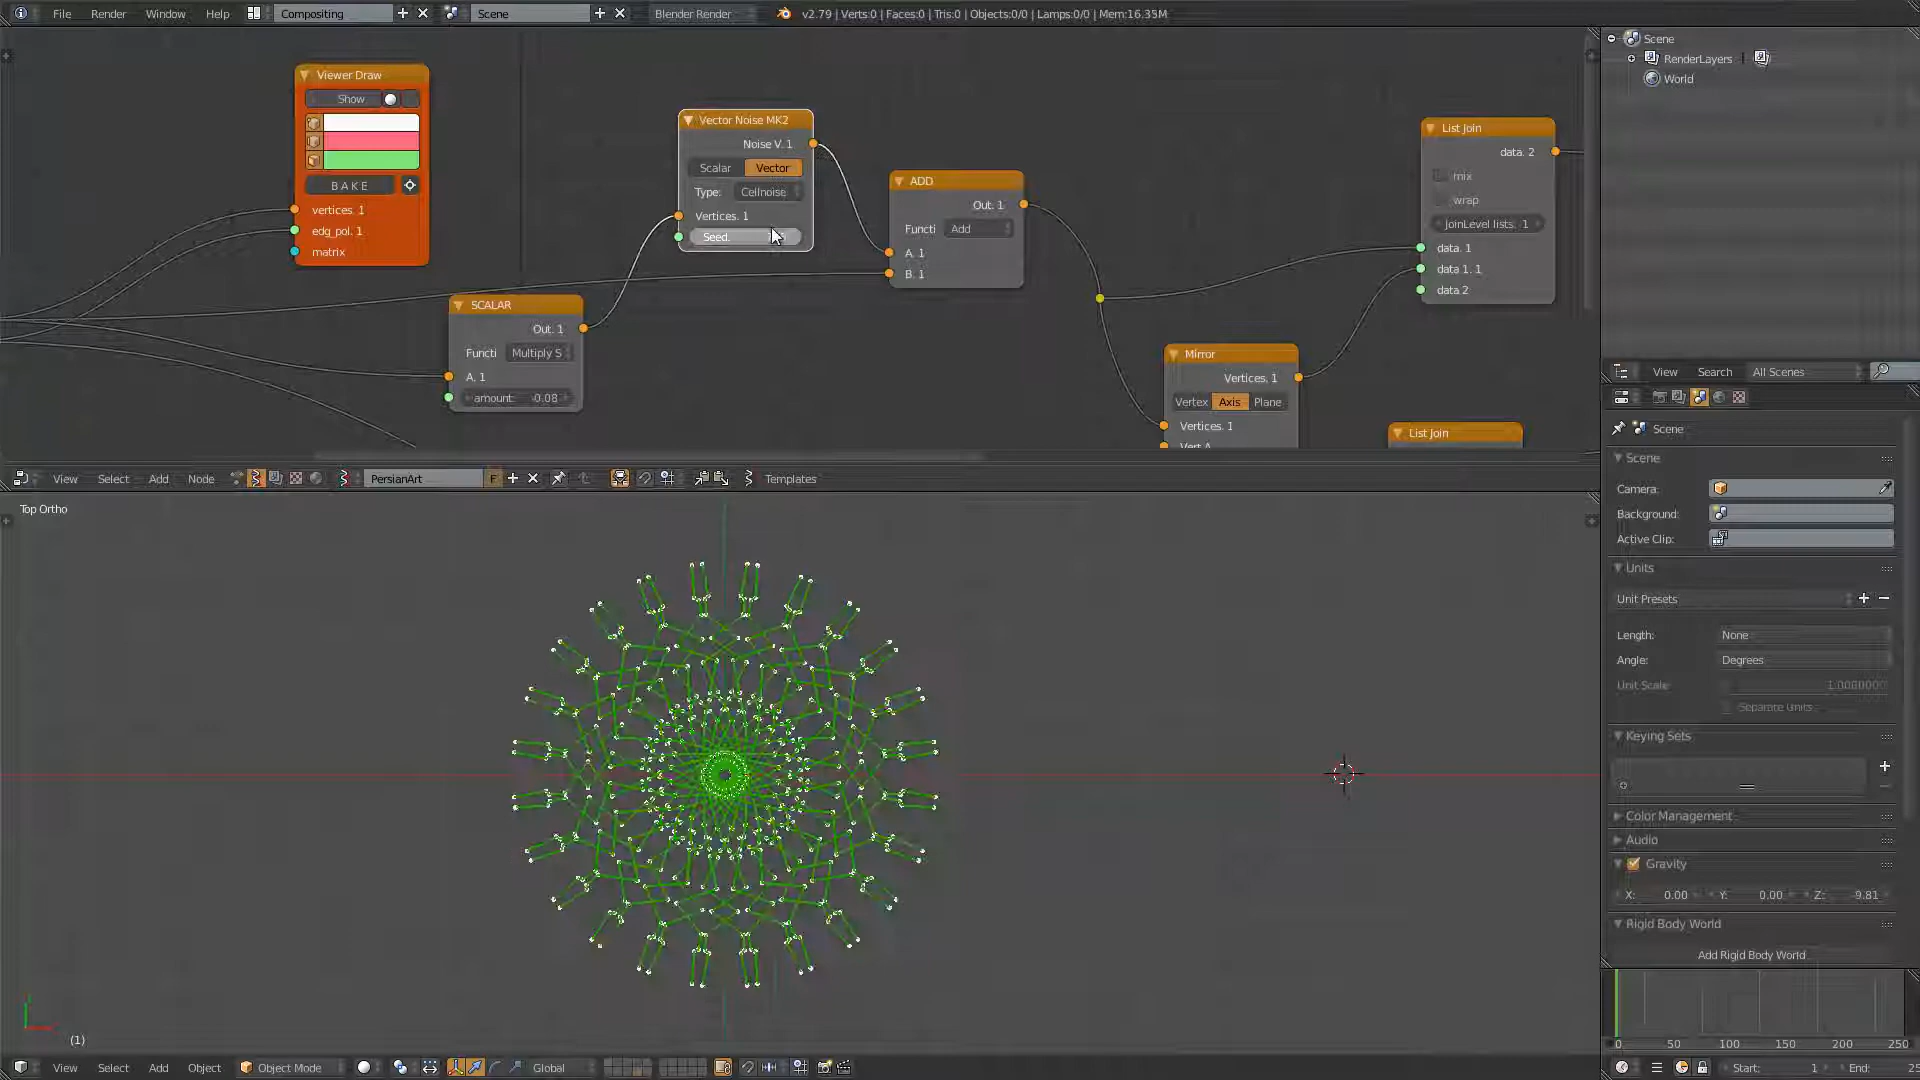 File Render Window Help Compositing Scene Blender Render v2.79 | Verts:0 | Faces:0 | Tris:0 | Objects:0/0 | Lamps:0/0 | Mem:16.35M
Viewer Draw
Show
BAKE
vertices. 1
edg_pol. 1
matrix
SCALAR
Out. 1
Functi Multiply S
A. 1
amount: 0.08
Vector Noise MK2
Noise V. 1
Scalar Vector
Type: Cellnoise
Vertices. 1
Seed.
ADD
Out. 1
Functi Add
A. 1
B. 1
Mirror
Vertices. 1
Vertex Axis Plane
Vertices. 1
Vert A
List Join
data. 2
mix
wrap
JoinLevel lists. 1
data. 1
data 1. 1
data 2
List Join
View Select Add Node PersianArt F Templates
Top Ortho
(1)
View Select Add Object Object Mode Global
Scene
RenderLayers
World
View Search All Scenes
Scene
Scene
Camera:
Background:
Active Clip:
Units
Unit Presets
Length: None
Angle: Degrees
Unit Scale: 1.000000
Separate Units
Keying Sets
Color Management
Audio
Gravity
X: 0.00 Y: 0.00 Z: -9.81
Rigid Body World
Add Rigid Body World
0 50 100 150 200 250
Start: 1 End: 25